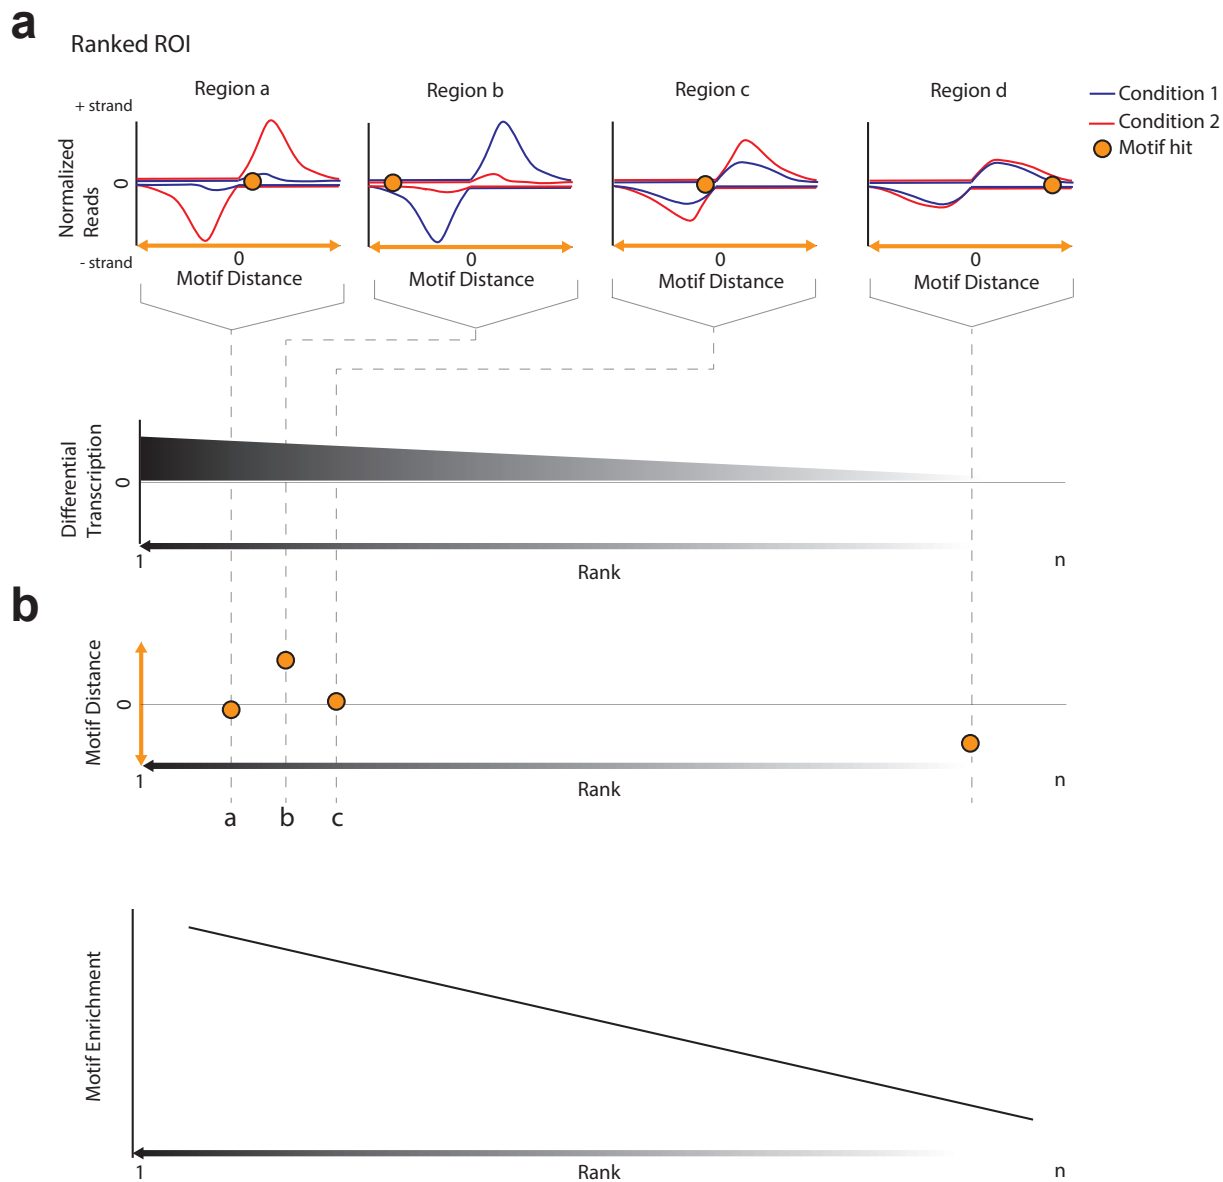 a
Ranked ROI
Region a
Region b
Region c
Region d
+ strand
Normalized
Reads
0
- strand
0
0
0
0
Motif Distance
Motif Distance
Motif Distance
Motif Distance
Condition 1
Condition 2
Motif hit
Differential
Transcription
0
1
n
Rank
b
Motif Distance
0
1
n
Rank
a
b
c
Motif Enrichment
1
n
Rank